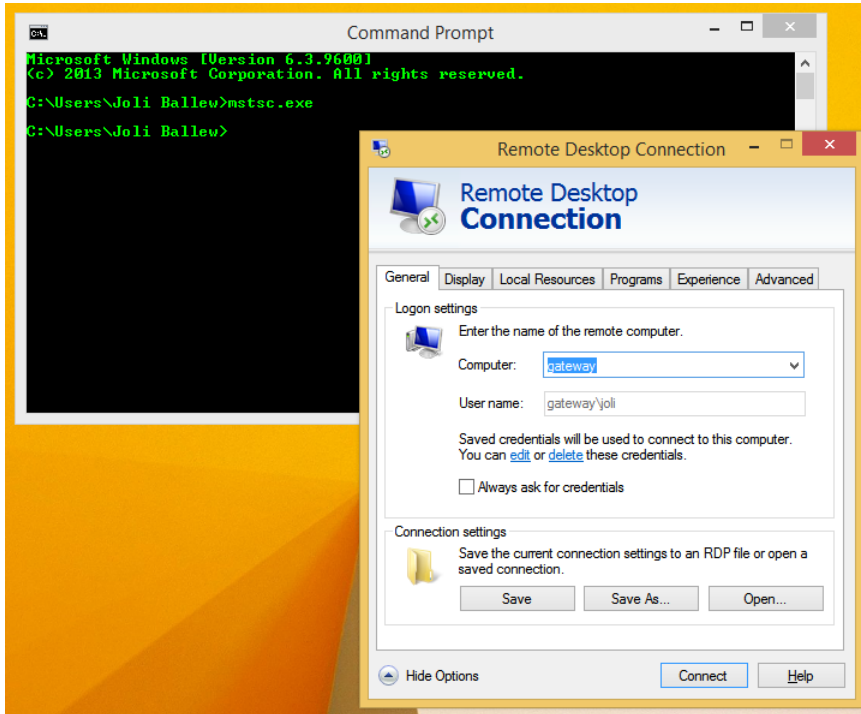 Command Prompt
Microsoft Windows [Version 6.3.9600]
(c) 2013 Microsoft Corporation. All rights reserved.
C:\Users\Joli Ballew>mstsc.exe
C:\Users\Joli Ballew>
Remote Desktop Connection
Remote Desktop
Connection
General Display Local Resources Programs Experience Advanced
Logon settings
Enter the name of the remote computer.
Computer: gateway
User name: gateway\joli
Saved credentials will be used to connect to this computer.
You can edit or delete these credentials.
Always ask for credentials
Connection settings
Save the current connection settings to an RDP file or open a
saved connection.
Save Save As... Open...
Hide Options Connect Help